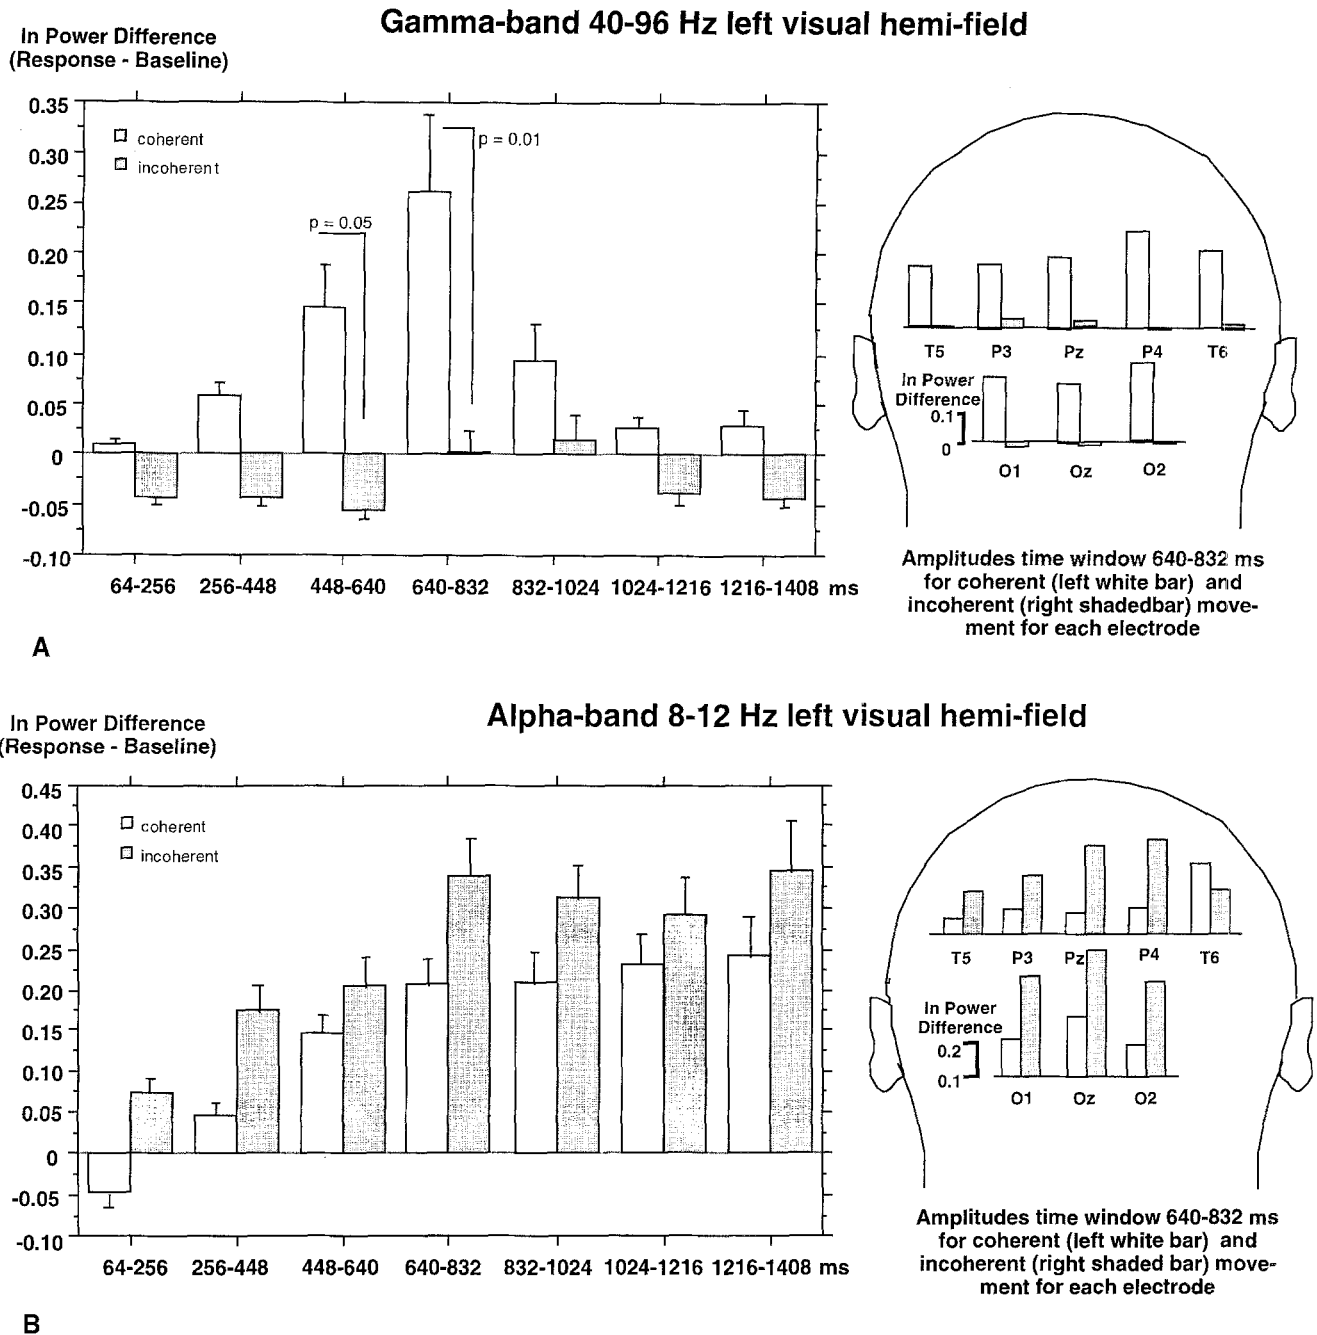 Gamma-band 40-96 Hz left visual hemi-field
ln Power Difference
(Response - Baseline)
0.35
0.30
0.25
0.20
0.15
0.10
0.05
0
-0.05
-0.10
coherent
incoherent
p = 0.05
p = 0.01
64-256 256-448 448-640 640-832 832-1024 1024-1216 1216-1408 ms
T5 P3 Pz P4 T6
ln Power
Difference
0.1
0
O1 Oz O2
Amplitudes time window 640-832 ms
for coherent (left white bar) and
incoherent (right shadedbar) move-
ment for each electrode
A
Alpha-band 8-12 Hz left visual hemi-field
ln Power Difference
(Response - Baseline)
0.45
0.40
0.35
0.30
0.25
0.20
0.15
0.10
0.05
0
-0.05
-0.10
coherent
incoherent
64-256 256-448 448-640 640-832 832-1024 1024-1216 1216-1408 ms
T5 P3 Pz P4 T6
ln Power
Difference
0.2
0.1
O1 Oz O2
Amplitudes time window 640-832 ms
for coherent (left white bar) and
incoherent (right shaded bar) move-
ment for each electrode
B